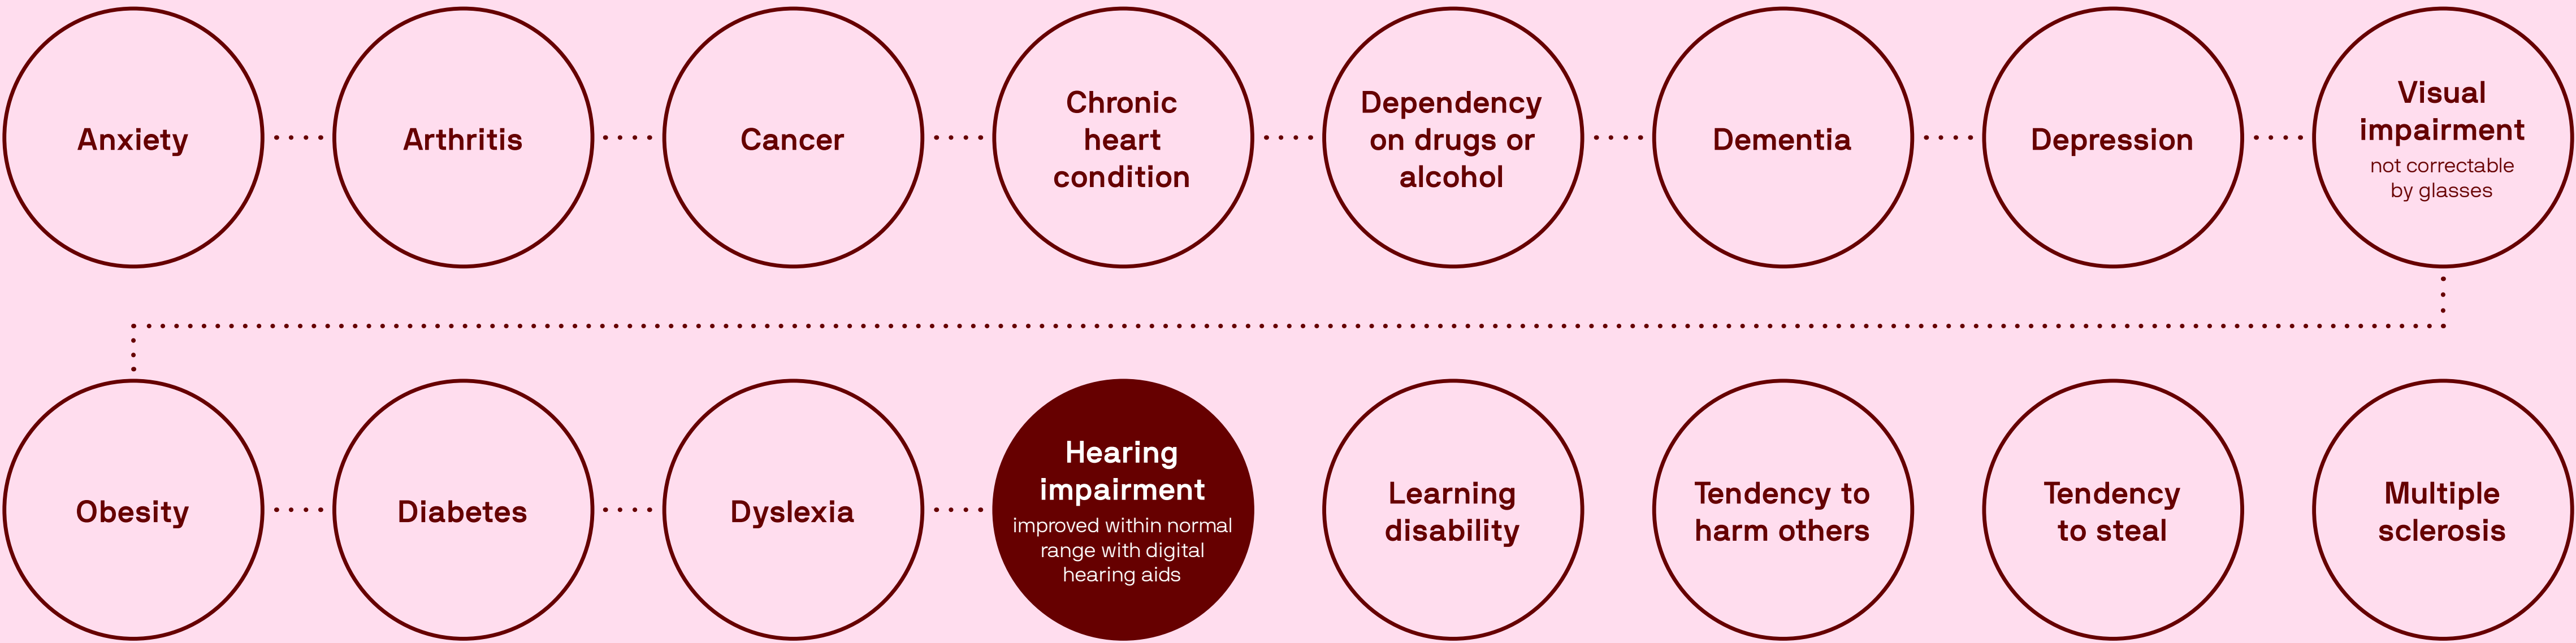 Anxiety
Arthritis
Cancer
Chronic
heart
condition
Dependency
on drugs or
alcohol
Dementia
Depression
Visual
impairment
not correctable
by glasses
Obesity
Diabetes
Dyslexia
Hearing
impairment
improved within normal
range with digital
hearing aids
Learning
disability
Tendency to
harm others
Tendency
to steal
Multiple
sclerosis